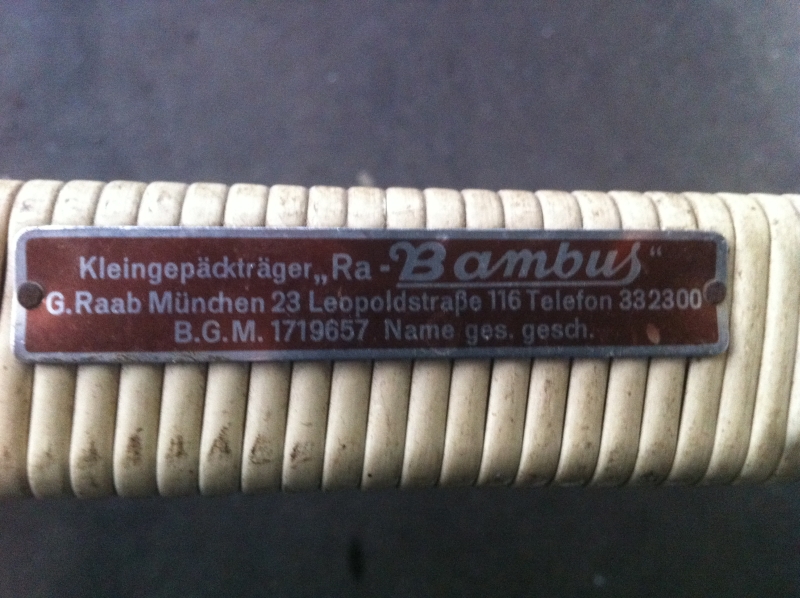 Kleingepäckträger „Ra-Bambus“
G. Raab München 23 Leopoldstraße 116 Telefon 332300
B.G.M. 1719657 Name ges. gesch.